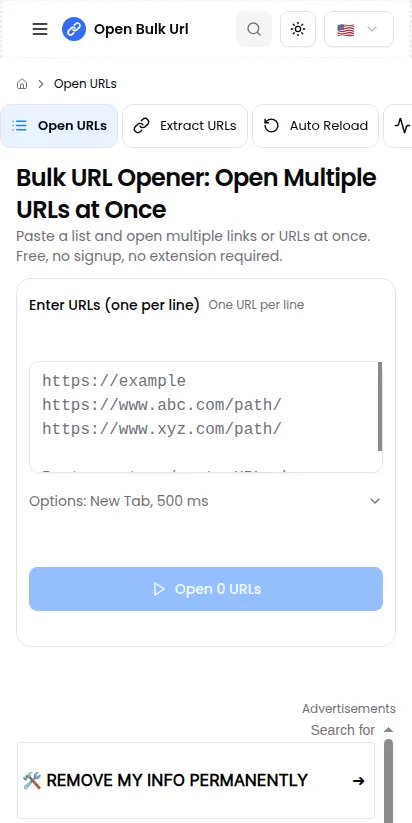 Open Bulk Url
Open URLs
Open URLs Extract URLs Auto Reload
Bulk URL Opener: Open Multiple
URLs at Once
Paste a list and open multiple links or URLs at once.
Free, no signup, no extension required.
Enter URLs (one per line) One URL per line
https://example
https://www.abc.com/path/
https://www.xyz.com/path/
Options: New Tab, 500 ms
Open 0 URLs
Advertisements
Search for
🛠️ REMOVE MY INFO PERMANENTLY →